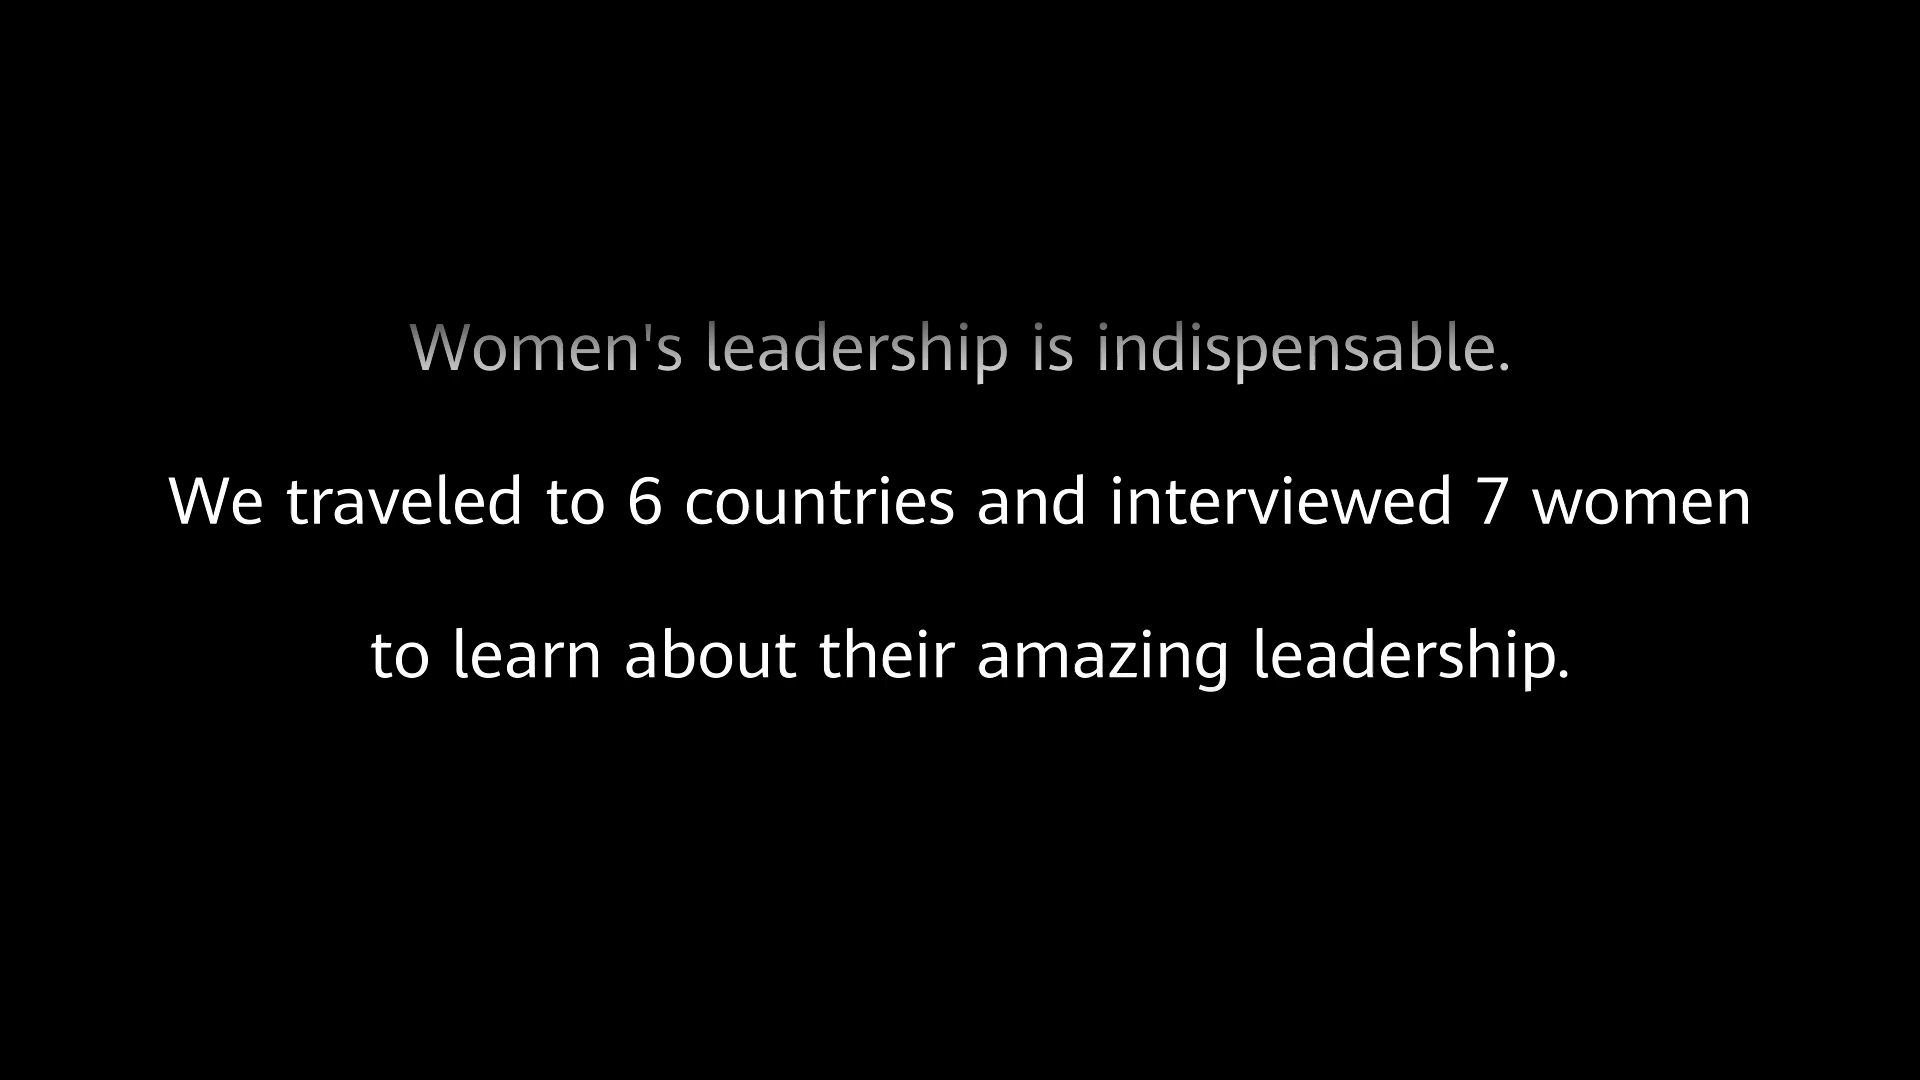 Women's leadership is indispensable.
We traveled to 6 countries and interviewed 7 women
to learn about their amazing leadership.